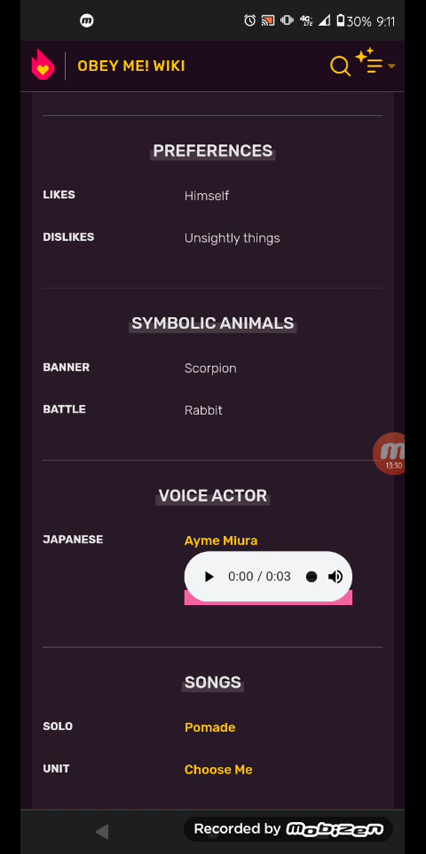 30% 9:11
OBEY ME! WIKI
PREFERENCES
LIKES Himself
DISLIKES Unsightly things
SYMBOLIC ANIMALS
BANNER Scorpion
BATTLE Rabbit
13:30
VOICE ACTOR
JAPANESE Ayme Miura
0:00 / 0:03
SONGS
SOLO Pomade
UNIT Choose Me
Recorded by mobizen